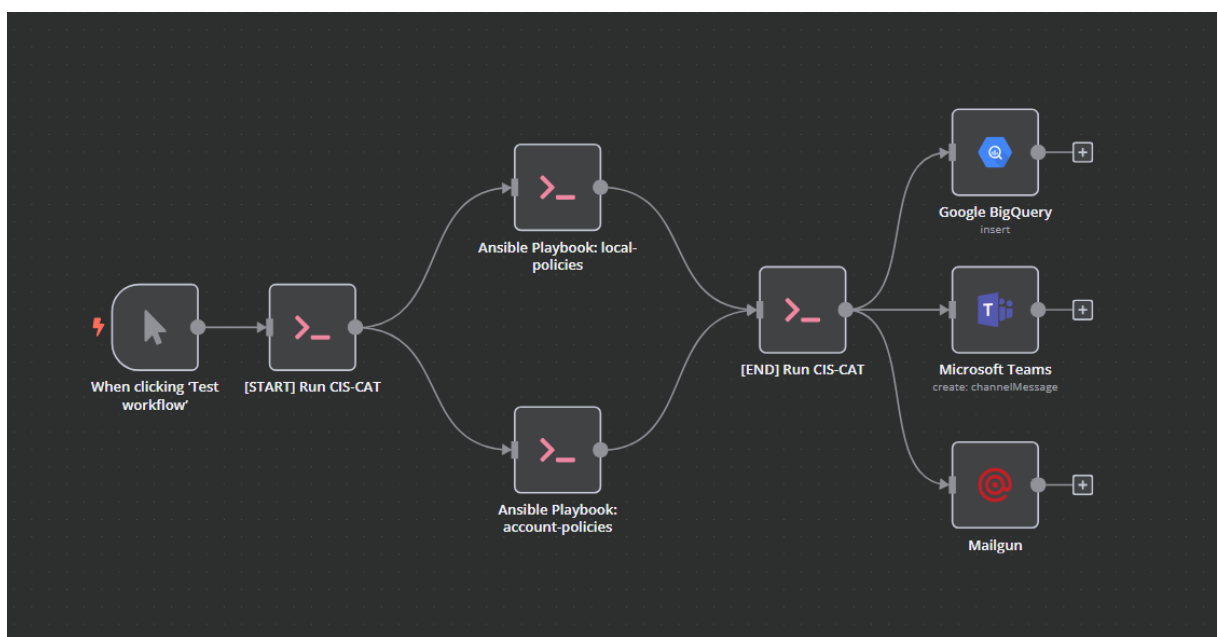 When clicking ‘Test
workflow’
[START] Run CIS-CAT
Ansible Playbook: local-
policies
Ansible Playbook:
account-policies
[END] Run CIS-CAT
Google BigQuery
insert
T
Microsoft Teams
create: channelMessage
Mailgun